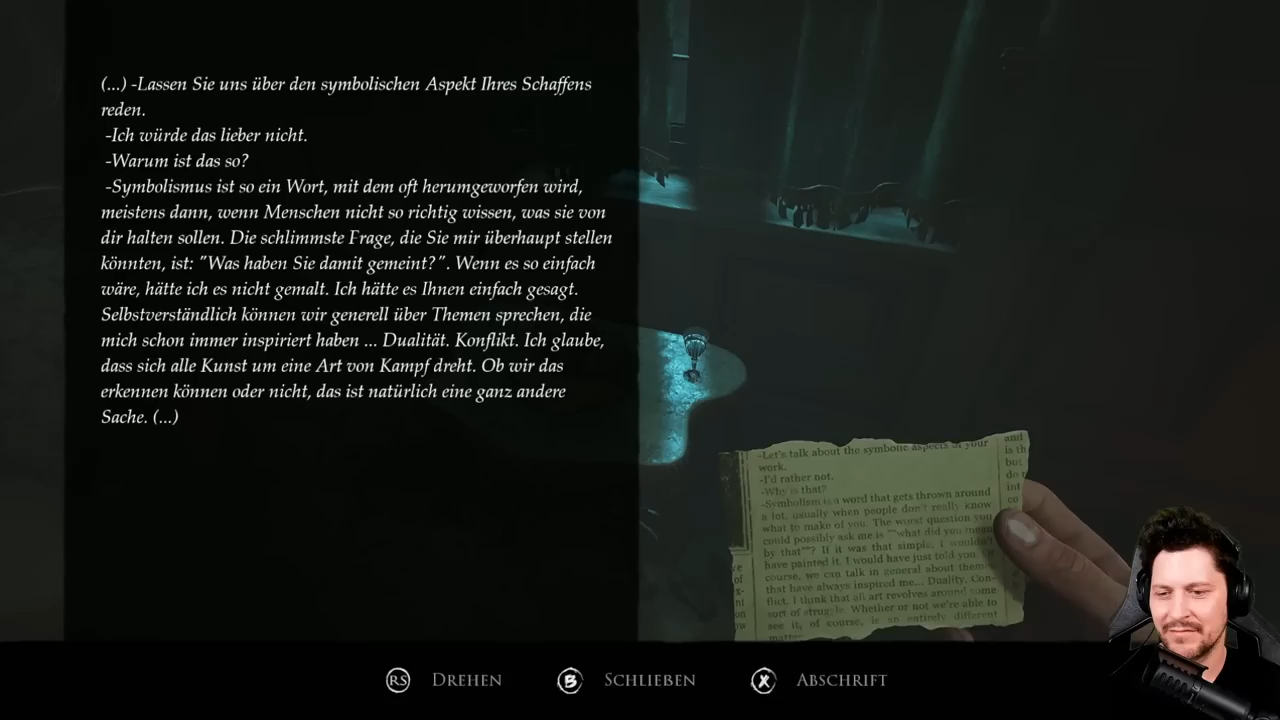 (...) -Lassen Sie uns über den symbolischen Aspekt Ihres Schaffens
reden.
-Ich würde das lieber nicht.
-Warum ist das so?
-Symbolismus ist so ein Wort, mit dem oft herumgeworfen wird,
meistens dann, wenn Menschen nicht so richtig wissen, was sie von
dir halten sollen. Die schlimmste Frage, die Sie mir überhaupt stellen
könnten, ist: "Was haben Sie damit gemeint?". Wenn es so einfach
wäre, hätte ich es nicht gemalt. Ich hätte es Ihnen einfach gesagt.
Selbstverständlich können wir generell über Themen sprechen, die
mich schon immer inspiriert haben ... Dualität. Konflikt. Ich glaube,
dass sich alle Kunst um eine Art von Kampf dreht. Ob wir das
erkennen können oder nicht, das ist natürlich eine ganz andere
Sache. (...)
-Let's talk about the symbolic aspects of your
work.
-I'd rather not.
-Why is that?
-Symbolism is a word that gets thrown around
a lot, usually when people don't really know
what to make of you. The worst question you
could possibly ask me is ""what did you mean
by that""? If it was that simple, I wouldn't
have painted it. I would have just told you.
course, we can talk in general about
that have always inspired me... Duality. Con-
flict. I think that all art revolves around some
sort of struggle. Whether or not we're able to
see it, of course, is an entirely different
matter.
and
is th
but
RS DREHEN B SCHLIEßEN X ABSCHRIFT